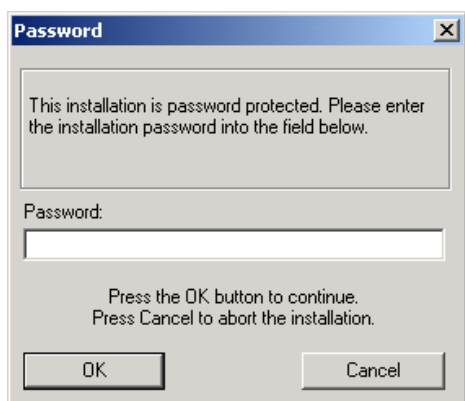 Password
This installation is password protected. Please enter
the installation password into the field below.
Password:
Press the OK button to continue.
Press Cancel to abort the installation.
OK
Cancel